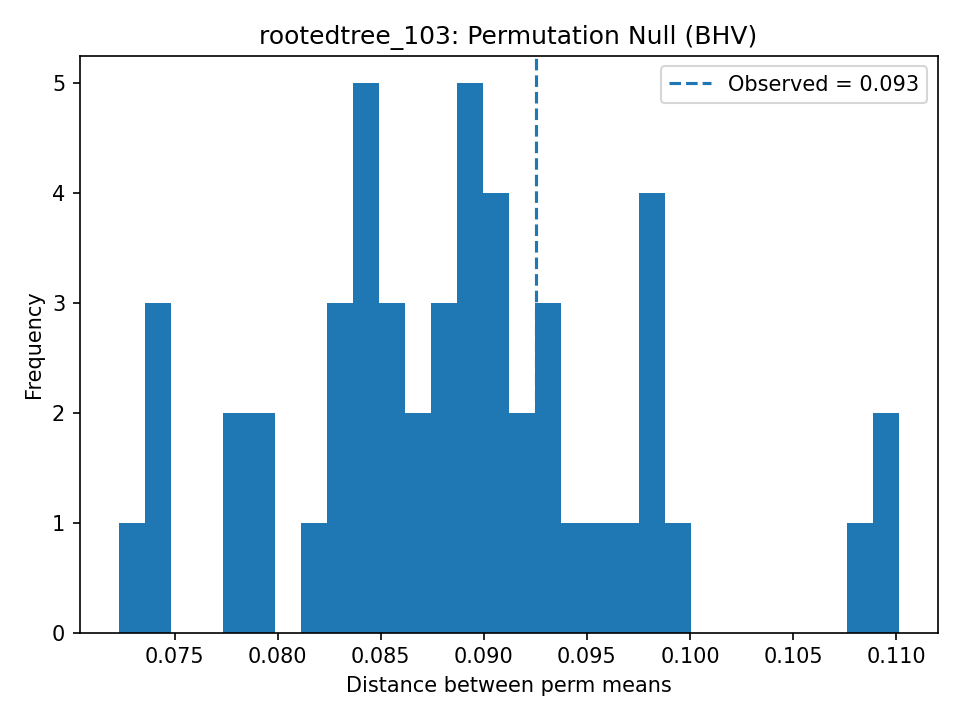 rootedtree_103: Permutation Null (BHV)
Observed = 0.093
5
4
3
2
1
0
Frequency
0.075 0.080 0.085 0.090 0.095 0.100 0.105 0.110
Distance between perm means